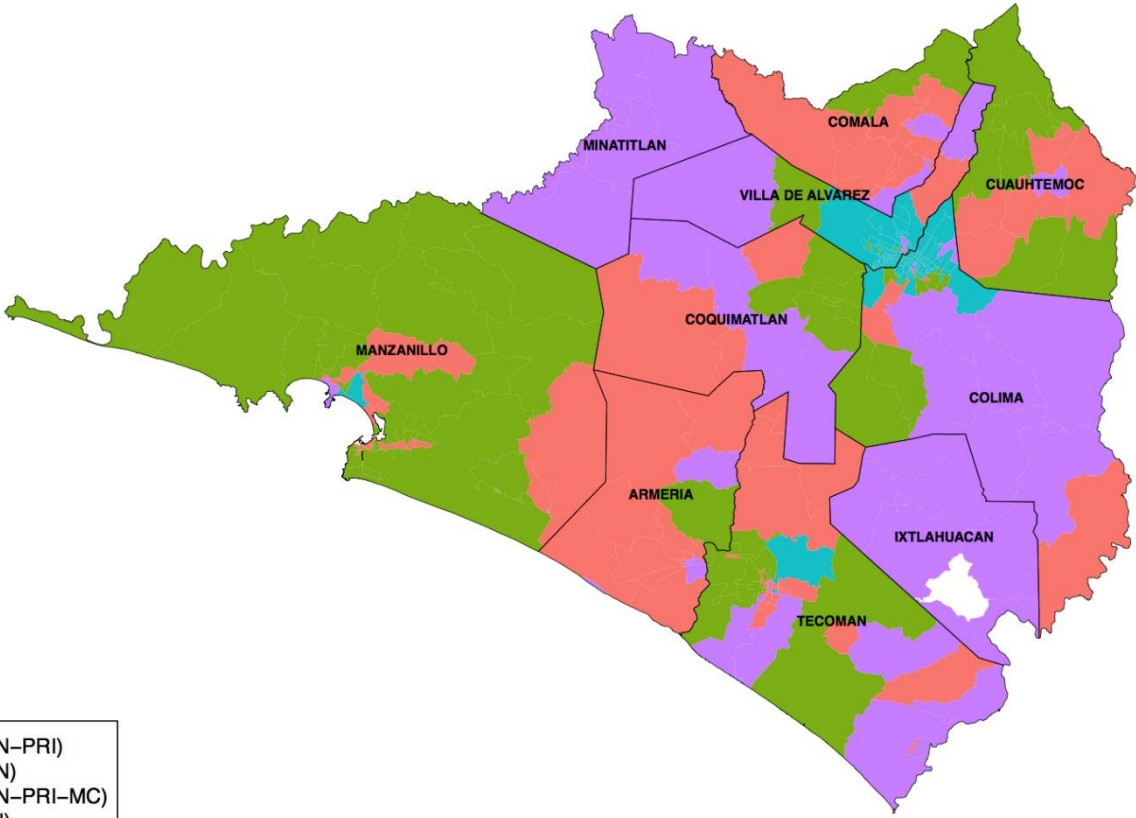 COMALA
MINATITLAN
CUAUHTEMOC
VILLA DE ALVAREZ
COQUIMATLAN
MANZANILLO
COLIMA
ARMERIA
IXTLAHUACAN
TECOMAN
N–PRI)
N)
N–PRI–MC)